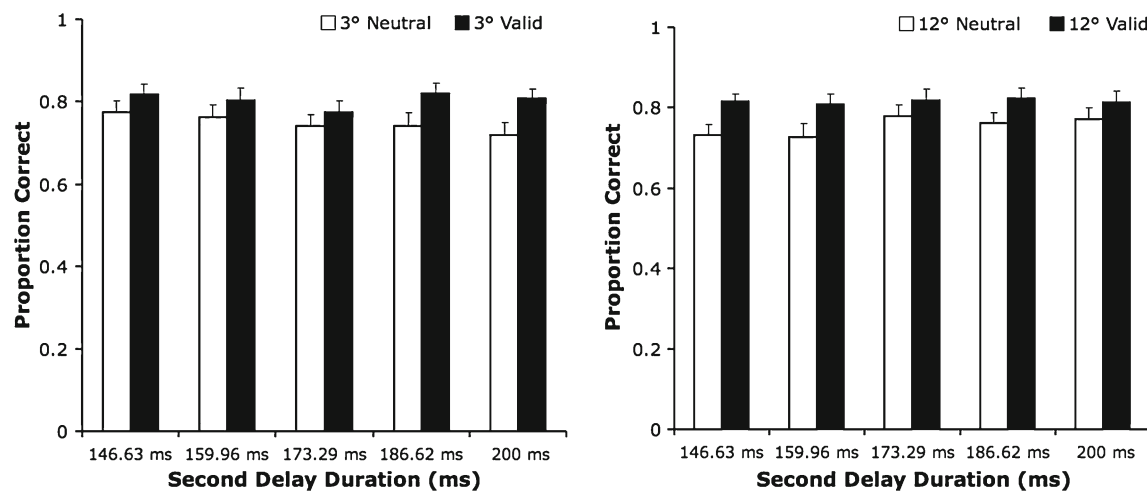 3° Neutral 3° Valid
Proportion Correct
1
0.8
0.6
0.4
0.2
0
146.63 ms 159.96 ms 173.29 ms 186.62 ms 200 ms
Second Delay Duration (ms)
12° Neutral 12° Valid
Proportion Correct
1
0.8
0.6
0.4
0.2
0
146.63 ms 159.96 ms 173.29 ms 186.62 ms 200 ms
Second Delay Duration (ms)